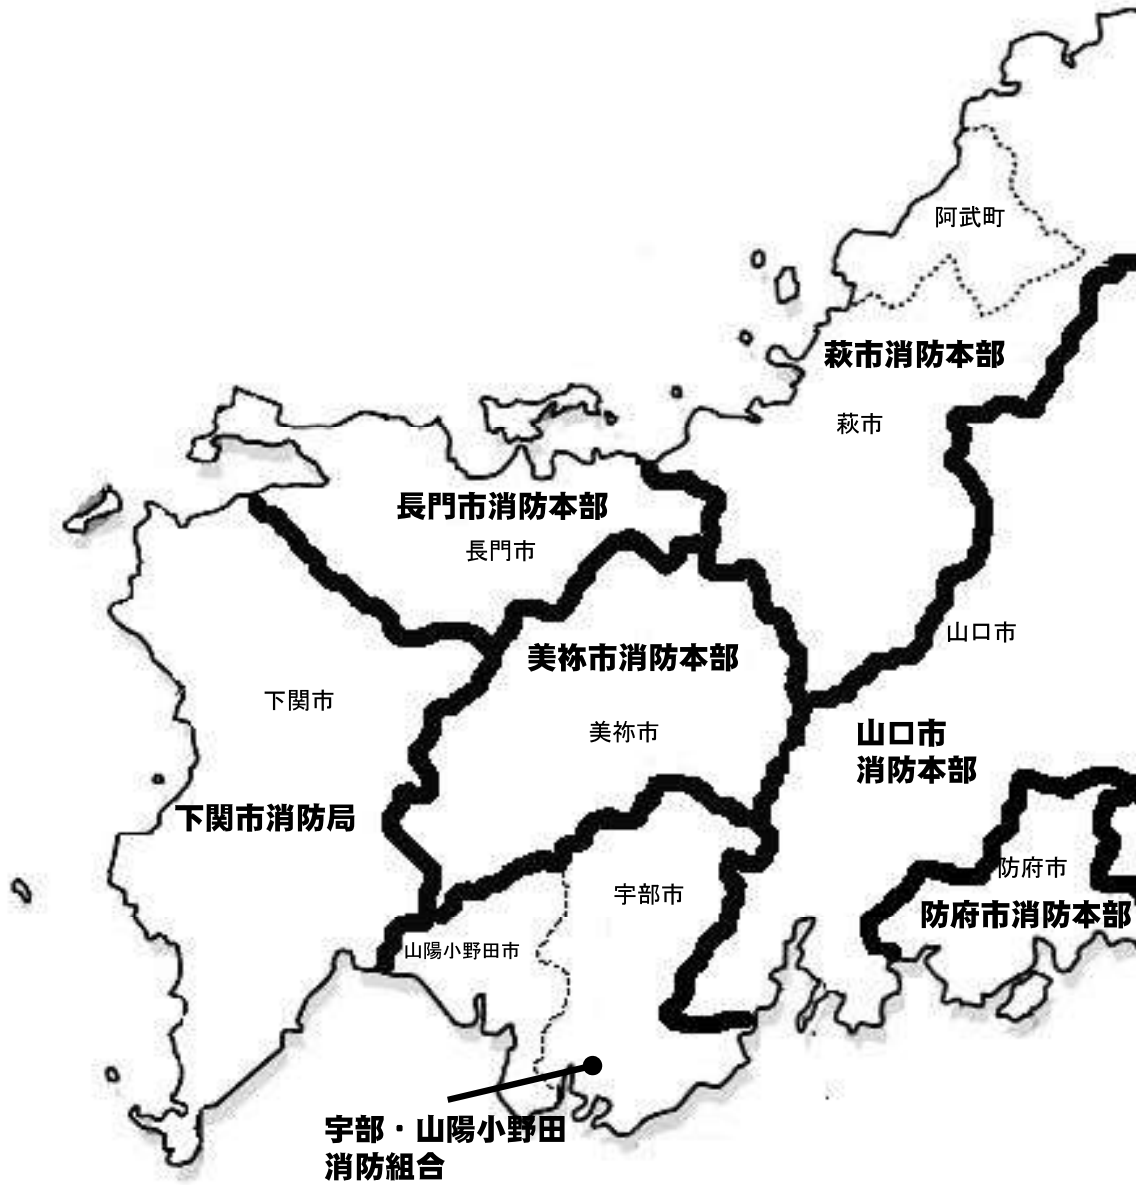 阿武町
萩市消防本部
萩市
長門市消防本部
長門市
山口市
美祢市消防本部
下関市
美祢市
山口市
消防本部
下関市消防局
防府市
宇部市
防府市消防本部
山陽小野田市
宇部・山陽小野田
消防組合